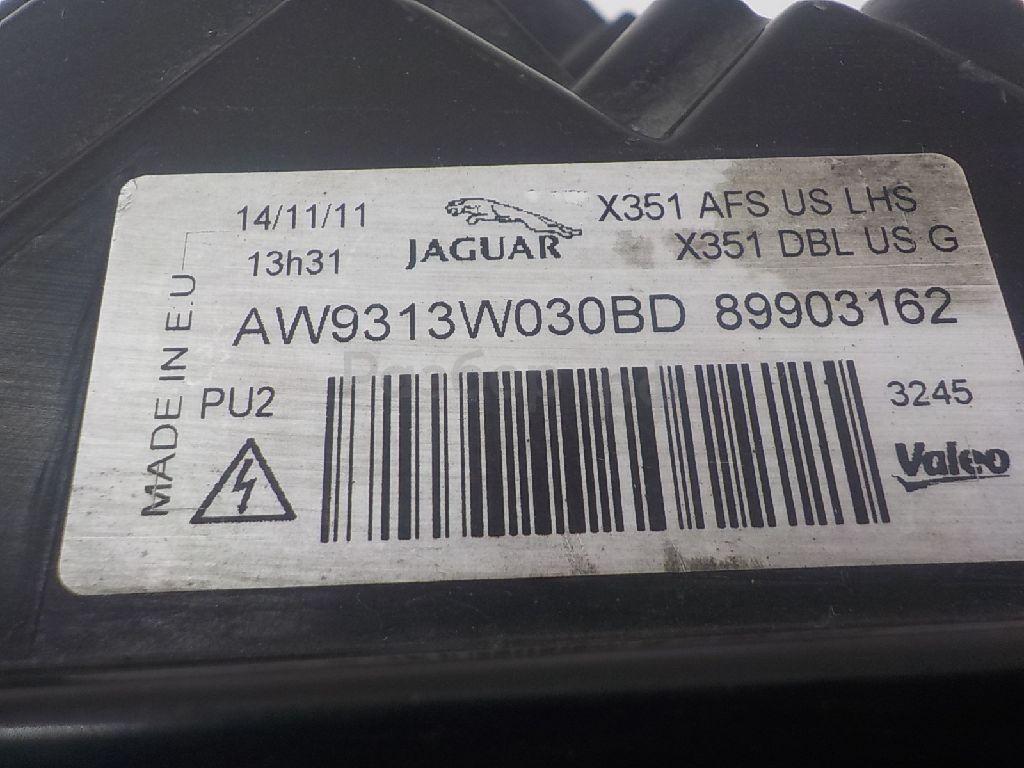 14/11/11
13h31
JAGUAR
X351 AFS US LHS
X351 DBL US G
MADE IN E.U
AW9313W030BD 89903162
PU2
3245
Valeo